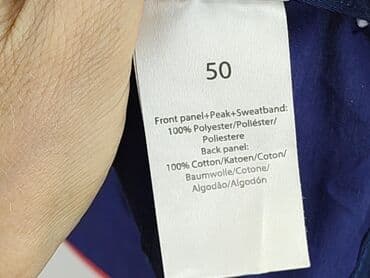 50
Front panel+Peak+Sweatband:
100% Polyester/Poliéster/
Poliestere
Back panel:
100% Cotton/Katoen/Coton/
Baumwolle/Cotone/
Algodão/Algodón